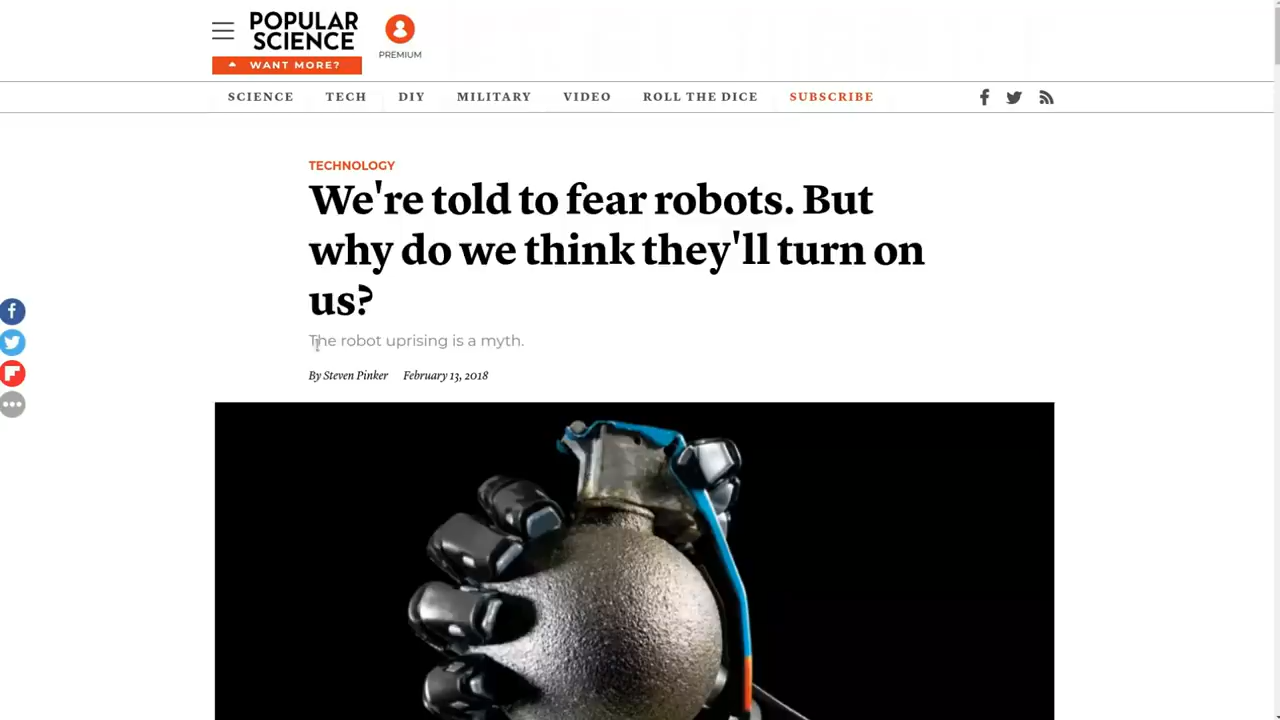 POPULAR
SCIENCE
PREMIUM
WANT MORE?
SCIENCE TECH DIY MILITARY VIDEO ROLL THE DICE SUBSCRIBE
TECHNOLOGY
We're told to fear robots. But
why do we think they'll turn on
us?
The robot uprising is a myth.
By Steven Pinker February 13, 2018